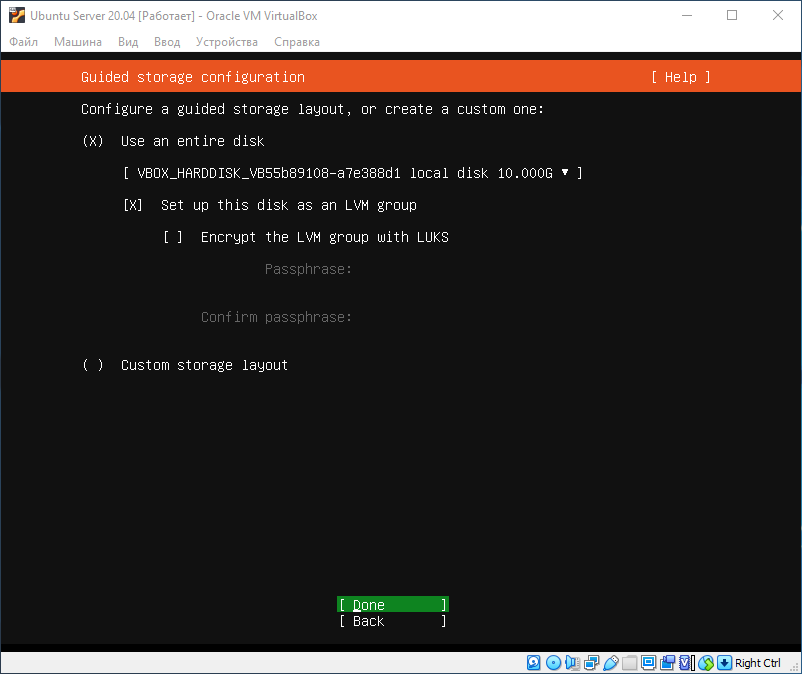 Ubuntu Server 20.04 [Работает] - Oracle VM VirtualBox
Файл Машина Вид Ввод Устройства Справка
Guided storage configuration [ Help ]
Configure a guided storage layout, or create a custom one:
(X) Use an entire disk
[ VBOX_HARDDISK_VB55b89108-a7e388d1 local disk 10.000G ▾ ]
[X] Set up this disk as an LVM group
[ ] Encrypt the LVM group with LUKS
Passphrase:
Confirm passphrase:
( ) Custom storage layout
[ Done ]
[ Back ]
Right Ctrl